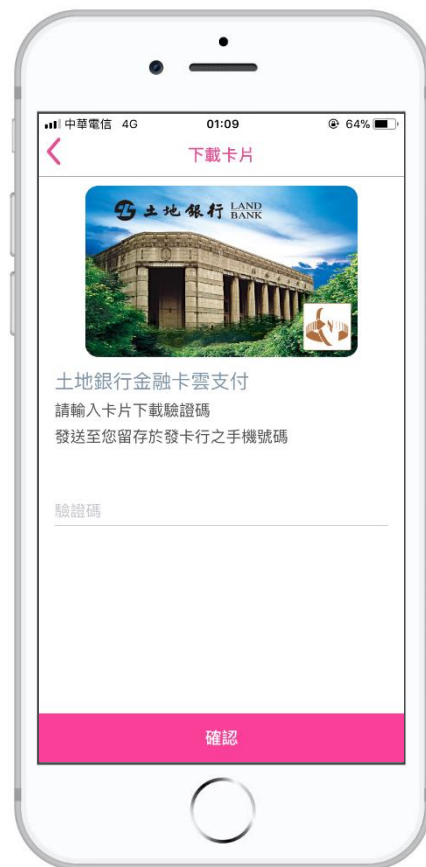 中華電信 4G 01:09 64%
下載卡片
土地銀行 LAND BANK
土地銀行金融卡雲支付
請輸入卡片下載驗證碼
發送至您留存於發卡行之手機號碼
驗證碼
確認